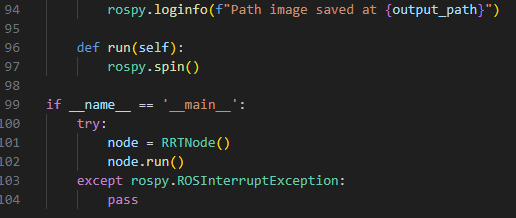 94 rospy.loginfo(f"Path image saved at {output_path}")
95
96 def run(self):
97 rospy.spin()
98
99 if __name__ == '__main__':
100 try:
101 node = RRTNode()
102 node.run()
103 except rospy.ROSInterruptException:
104 pass